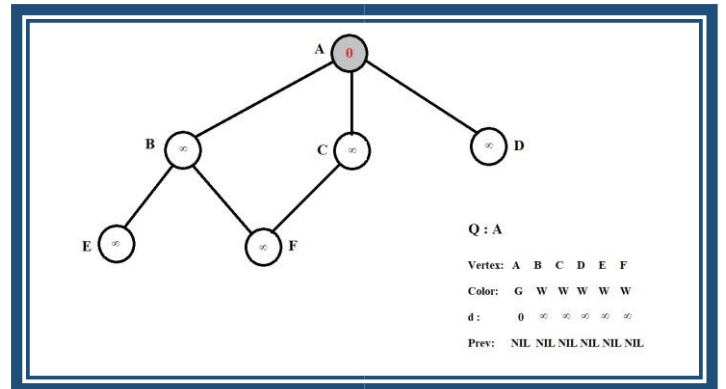 A 0
B ∞
C ∞
∞ D
E ∞
∞ F
Q : A
Vertex: A B C D E F
Color: G W W W W W
d : 0 ∞ ∞ ∞ ∞ ∞
Prev: NIL NIL NIL NIL NIL NIL